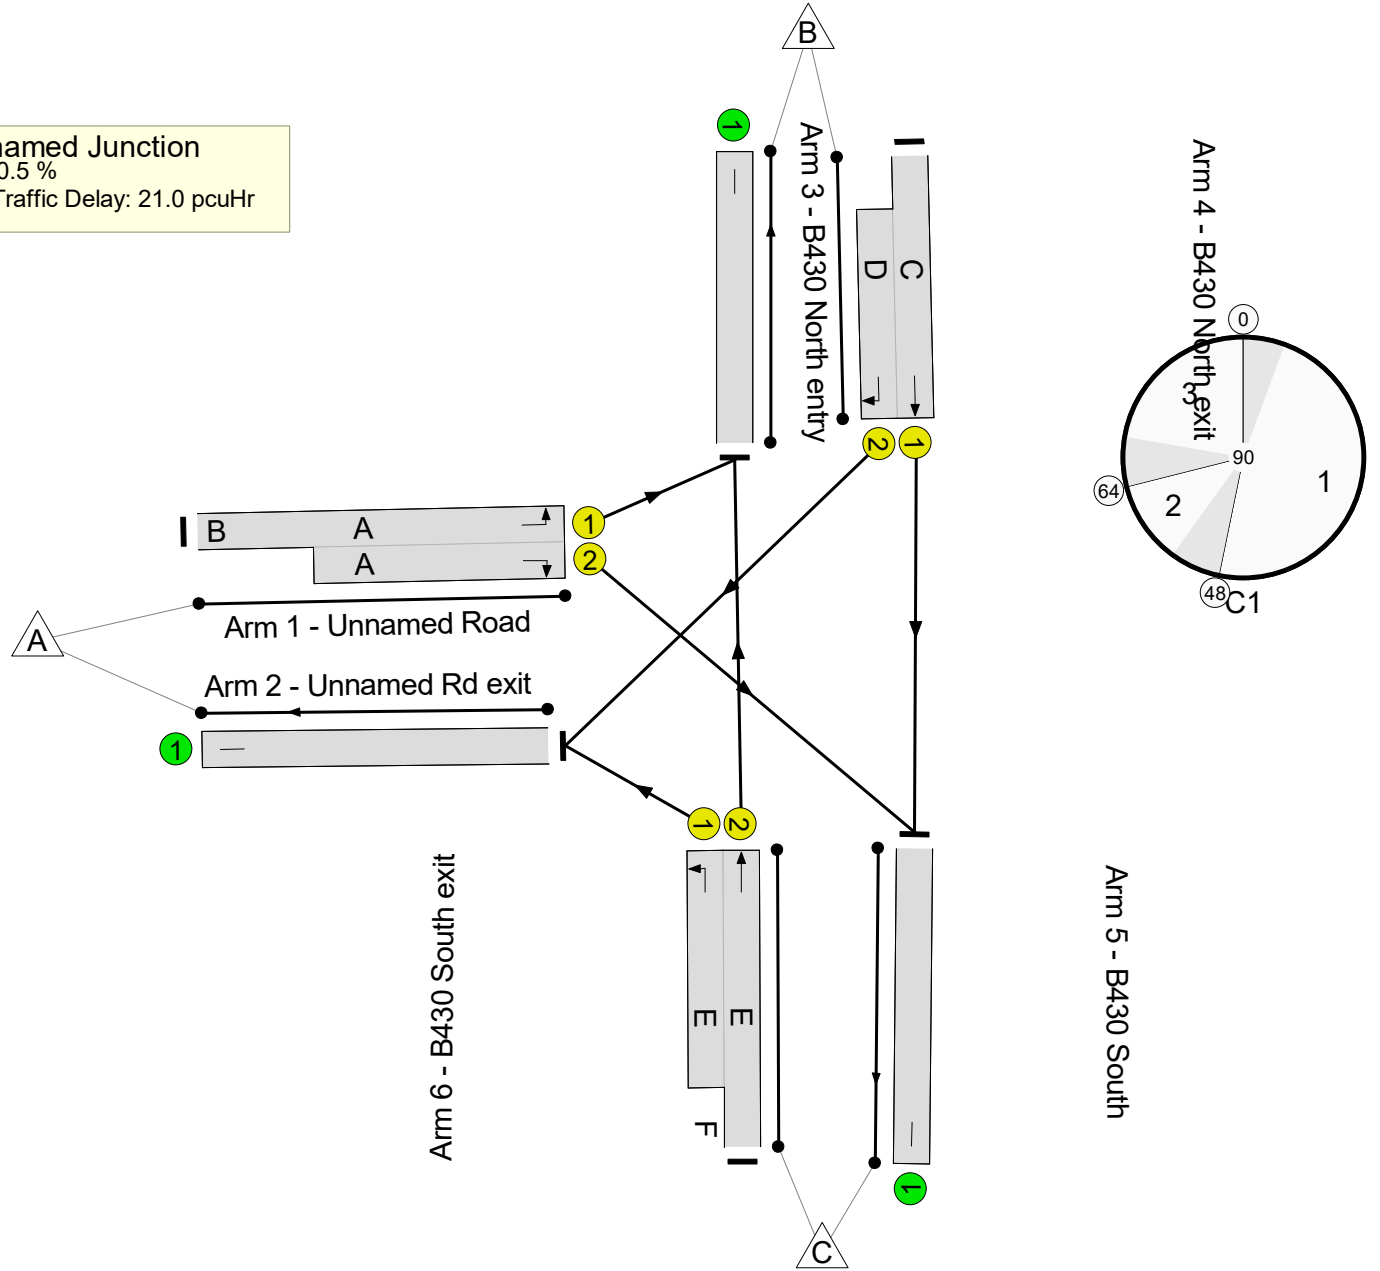 B
named Junction
0.5 %
Traffic Delay: 21.0 pcuHr
1
Arm 3 - B430 North entry
D
C
Arm 4 - B430 North exit
0
3
90
1
64
2
48
C1
2
1
B
A
1
A
2
Arm 1 - Unnamed Road
A
Arm 2 - Unnamed Rd exit
1
1
2
Arm 6 - B430 South exit
E
E
F
Arm 5 - B430 South
1
C